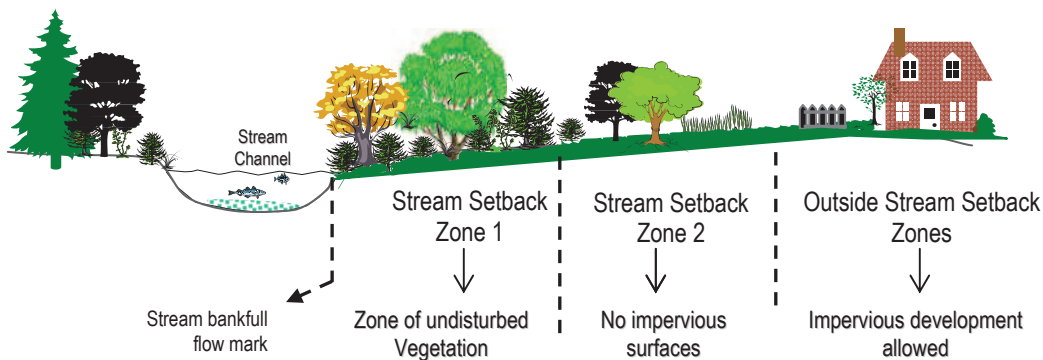 Stream
Channel
Stream Setback
Zone 1
Stream Setback
Zone 2
Outside Stream Setback
Zones
Stream bankfull
flow mark
Zone of undisturbed
Vegetation
No impervious
surfaces
Impervious development
allowed